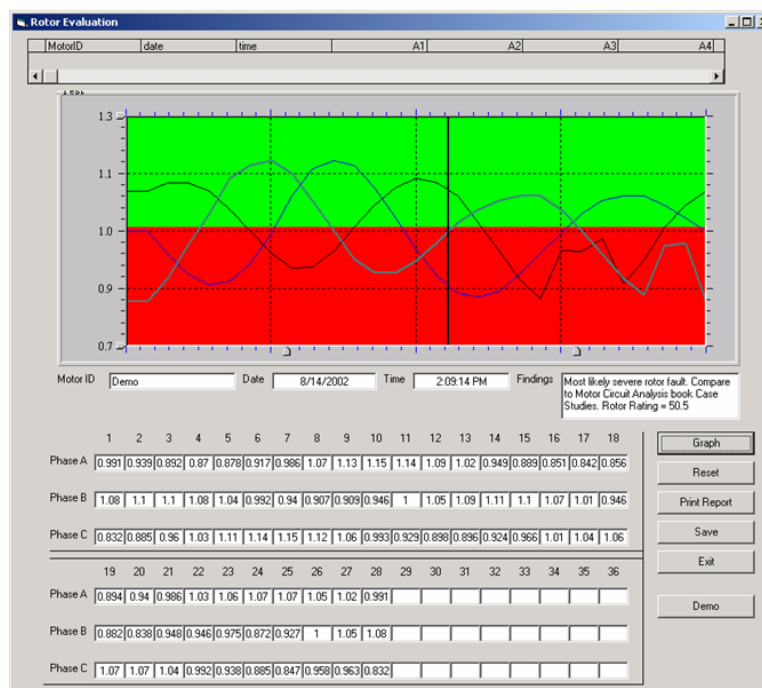 Rotor Evaluation
MotorID date time A1 A2 A3 A4
1.3
1.1
1.0
0.9
0.7
Motor ID Demo Date 8/14/2002 Time 2:09:14 PM Findings Most likely severe rotor fault. Compare
to Motor Circuit Analysis book Case
Studies. Rotor Rating = 50.5
1 2 3 4 5 6 7 8 9 10 11 12 13 14 15 16 17 18
Phase A 0.991 0.939 0.892 0.87 0.878 0.917 0.986 1.07 1.13 1.15 1.14 1.09 1.02 0.949 0.889 0.851 0.842 0.856
Phase B 1.08 1.1 1.1 1.08 1.04 0.992 0.94 0.907 0.909 0.946 1 1.05 1.09 1.11 1.1 1.07 1.01 0.946
Phase C 0.832 0.885 0.96 1.03 1.11 1.14 1.15 1.12 1.06 0.993 0.929 0.898 0.896 0.924 0.966 1.01 1.04 1.06
19 20 21 22 23 24 25 26 27 28 29 30 31 32 33 34 35 36
Phase A 0.894 0.94 0.986 1.03 1.06 1.07 1.07 1.05 1.02 0.991
Phase B 0.882 0.838 0.948 0.946 0.975 0.872 0.927 1 1.05 1.08
Phase C 1.07 1.07 1.04 0.992 0.938 0.885 0.847 0.958 0.963 0.832
Graph
Reset
Print Report
Save
Exit
Demo